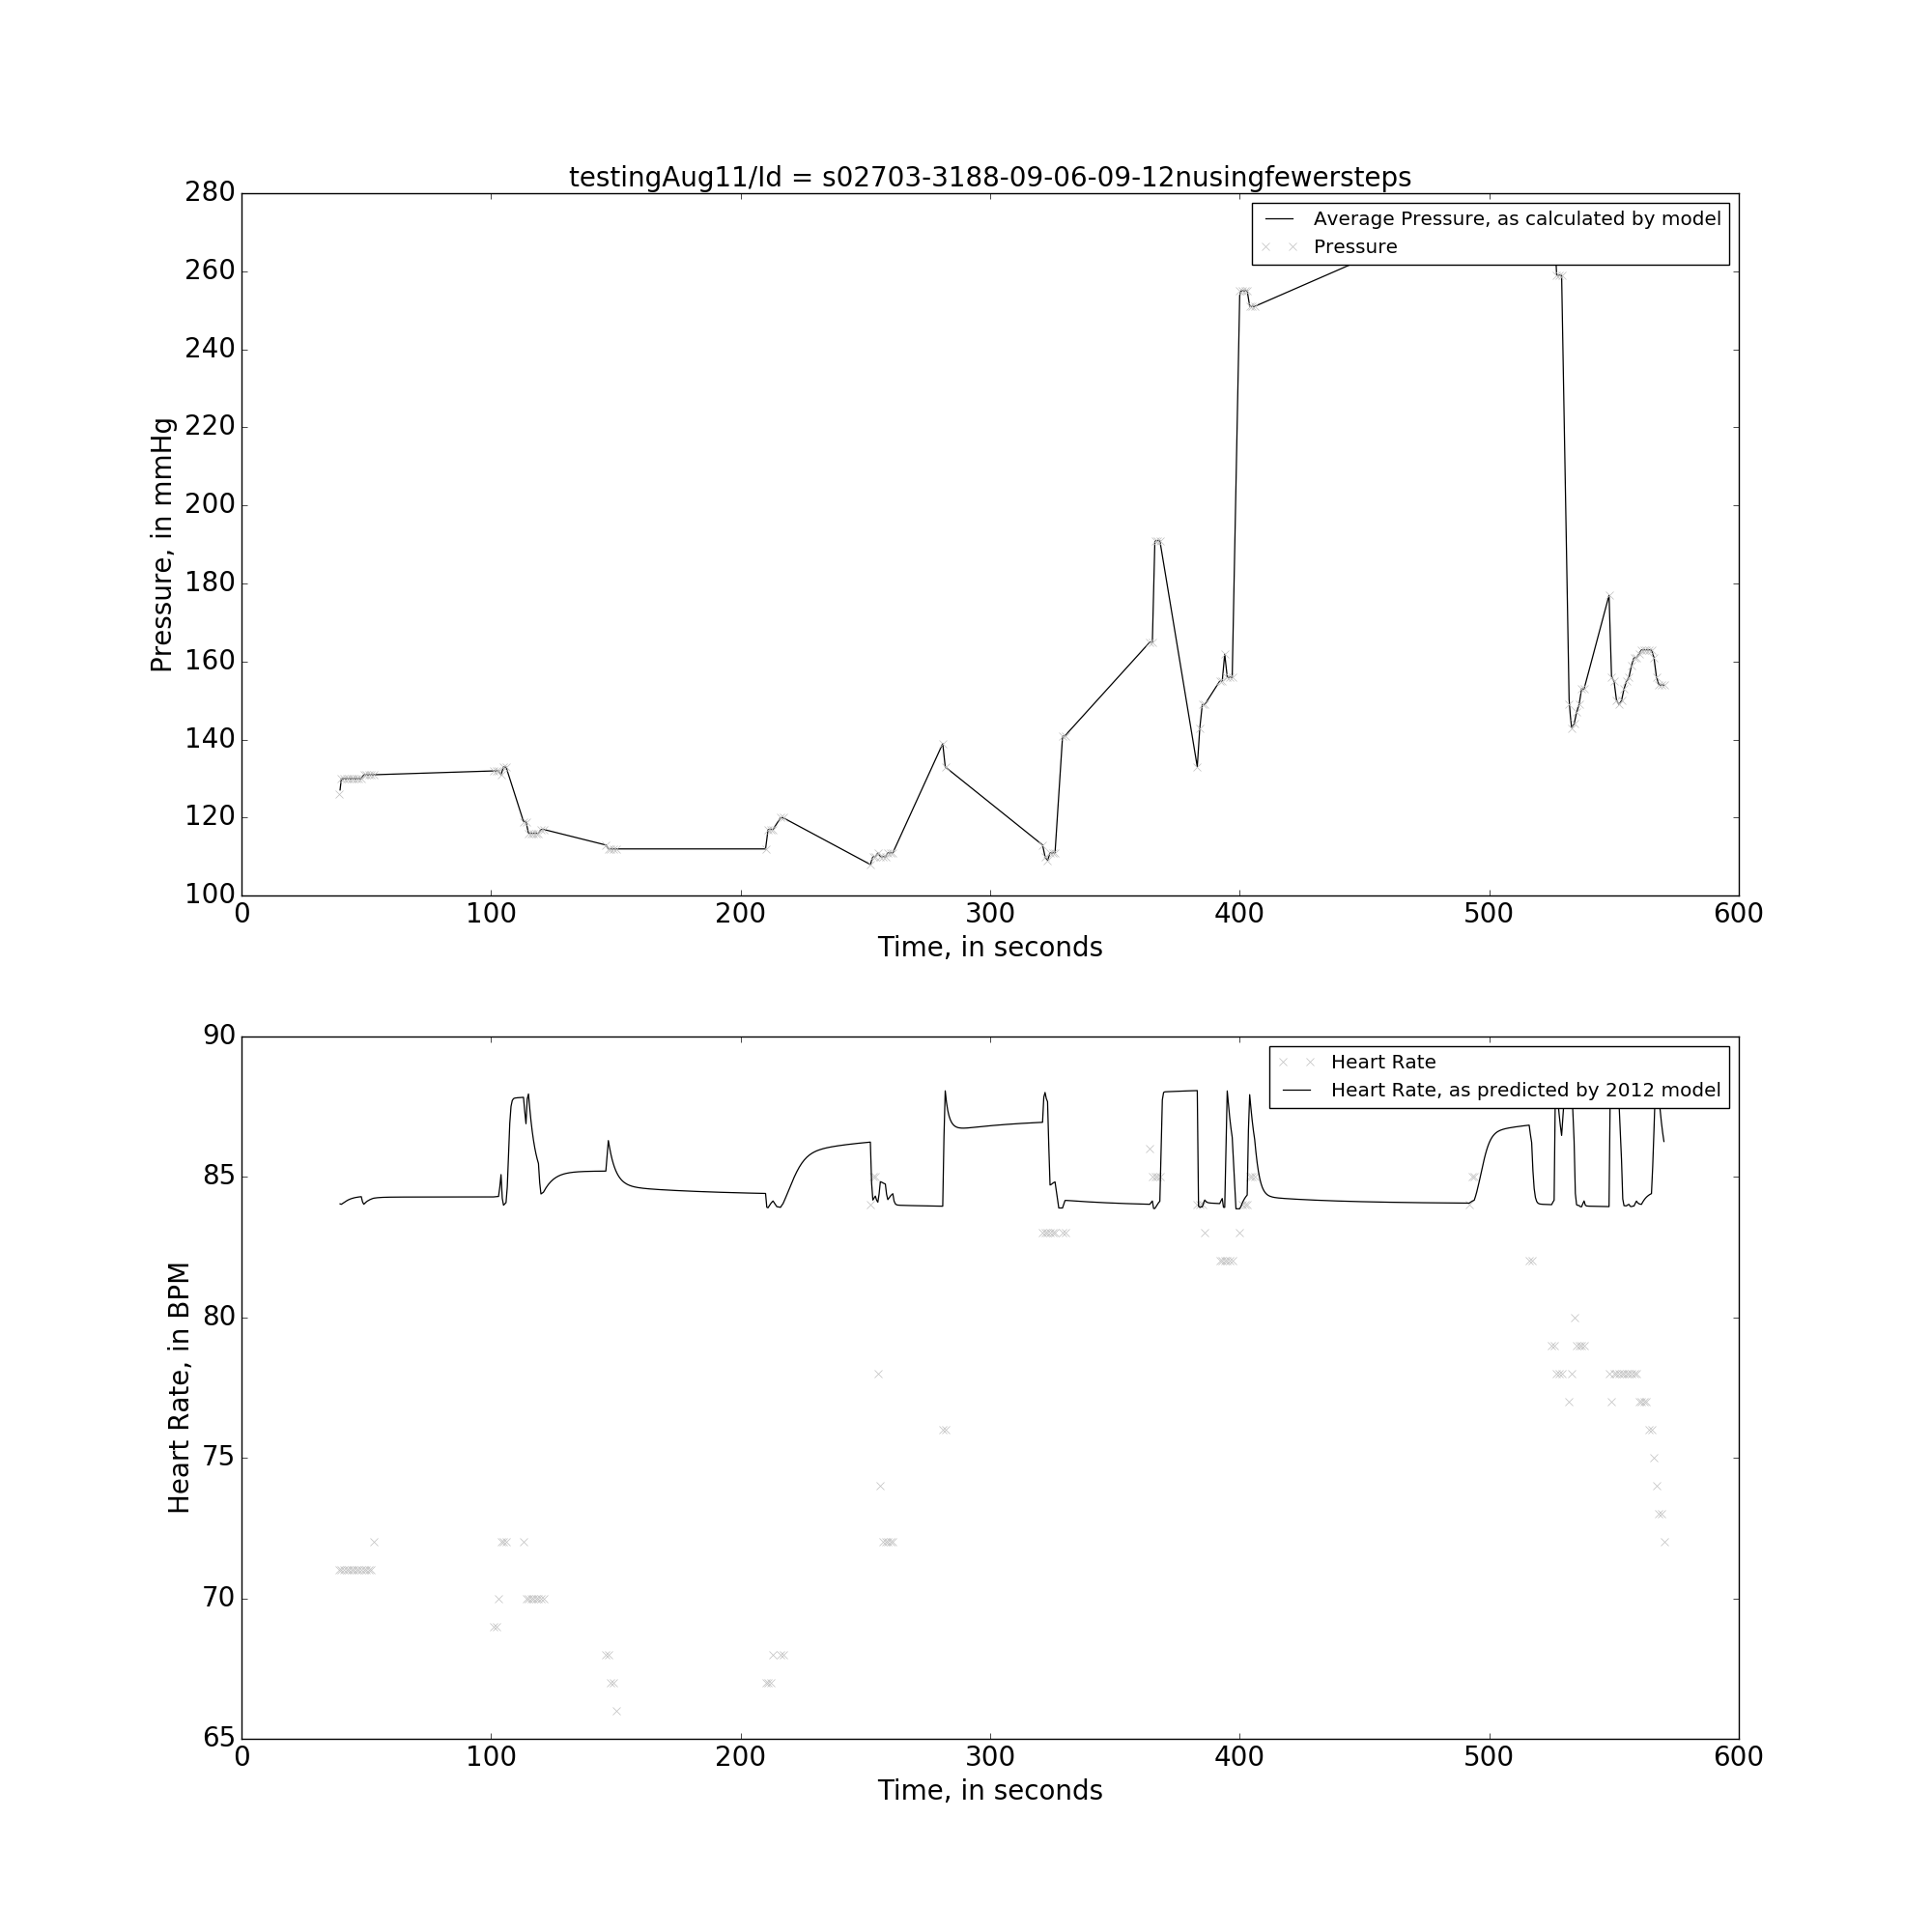 testingAug11/Id = s02703-3188-09-06-09-12nusingfewersteps
280
260
240
220
200
180
160
140
120
100
Pressure, in mmHg
Average Pressure, as calculated by model
Pressure
0 100 200 300 400 500 600
Time, in seconds
90
85
80
75
70
65
Heart Rate, in BPM
Heart Rate
Heart Rate, as predicted by 2012 model
0 100 200 300 400 500 600
Time, in seconds